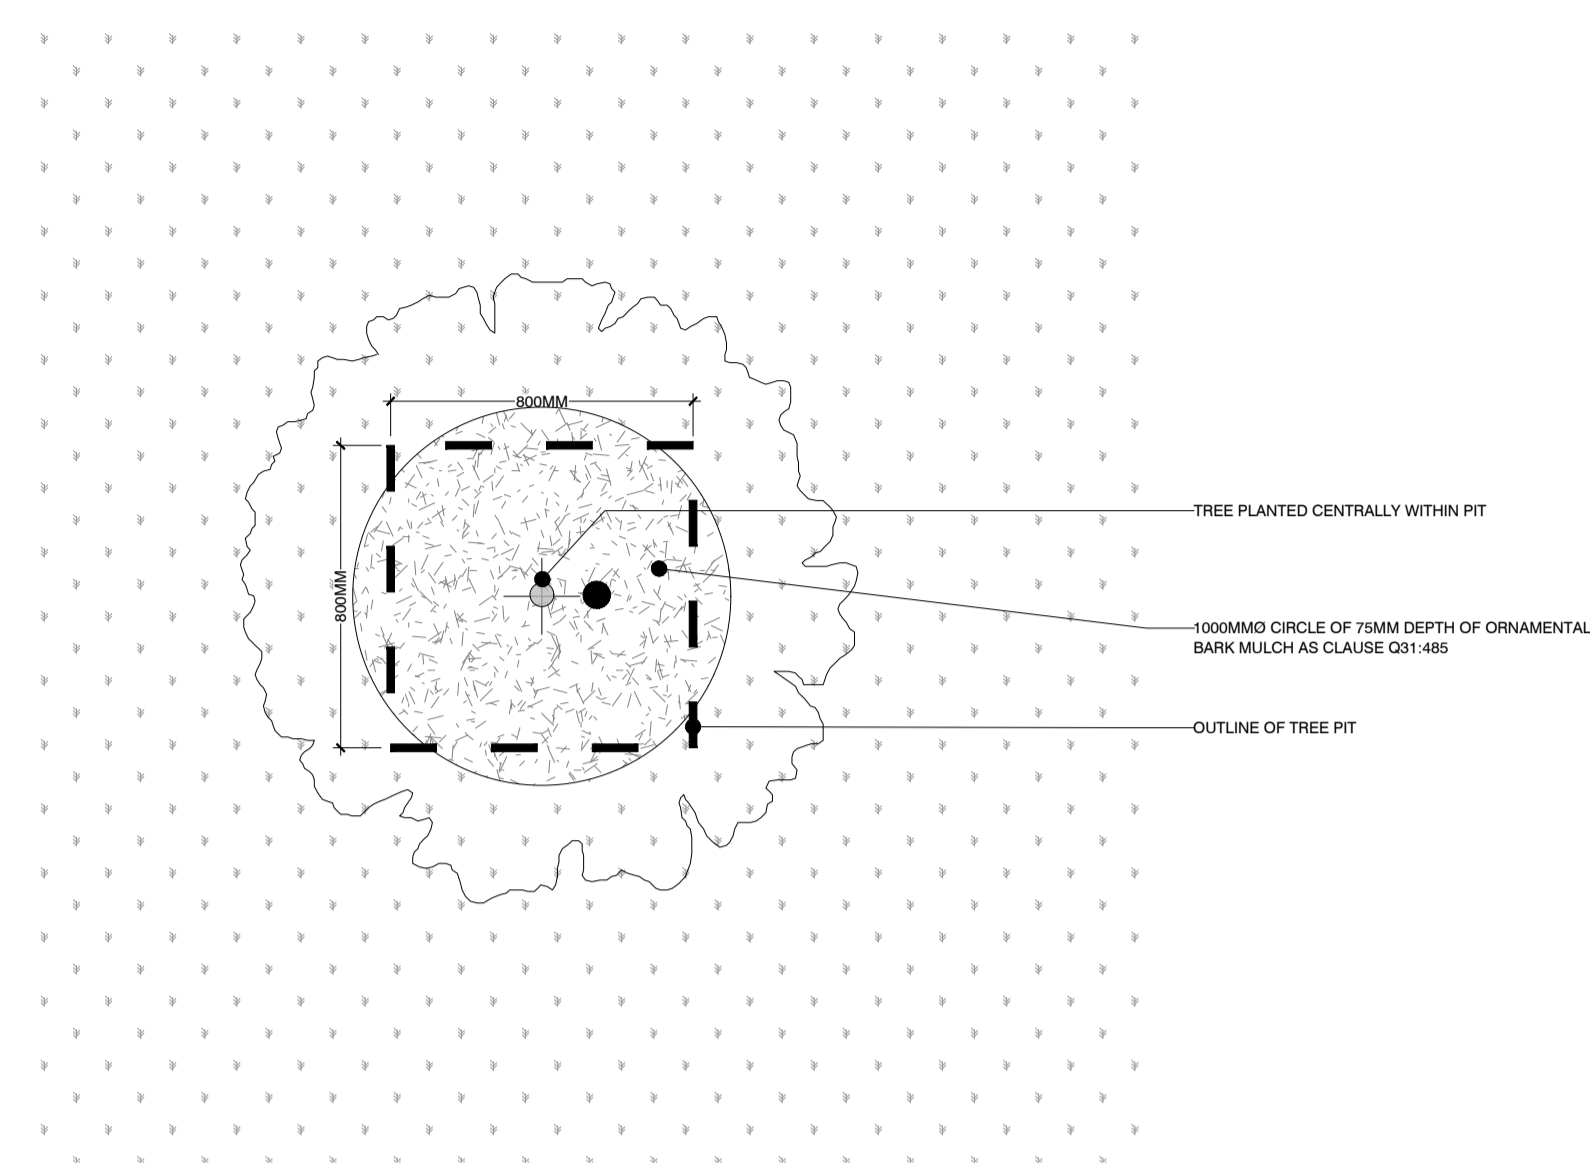 800MM
800MM
TREE PLANTED CENTRALLY WITHIN PIT
1000MMØ CIRCLE OF 75MM DEPTH OF ORNAMENTAL
BARK MULCH AS CLAUSE Q31:485
OUTLINE OF TREE PIT